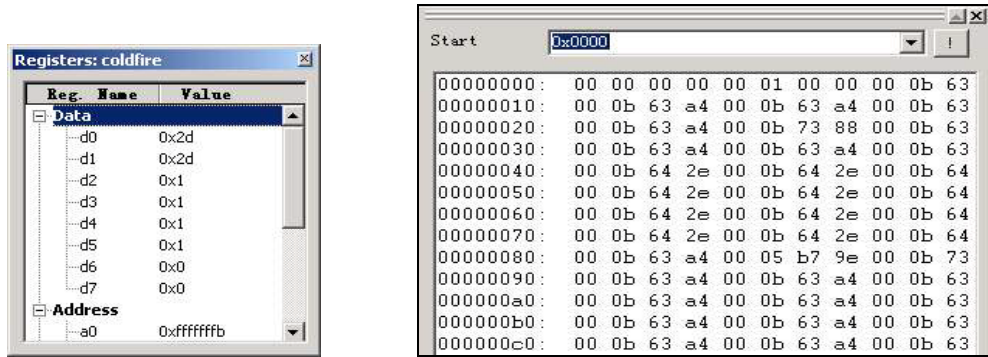 Registers: coldfire
Reg. Name Value
Data
d0 0x2d
d1 0x2d
d2 0x1
d3 0x1
d4 0x1
d5 0x1
d6 0x0
d7 0x0
Address
a0 0xfffffffb
Start 0x0000 !
00000000: 00 00 00 00 00 01 00 00 00 0b 63
00000010: 00 0b 63 a4 00 0b 63 a4 00 0b 63
00000020: 00 0b 63 a4 00 0b 73 88 00 0b 63
00000030: 00 0b 63 a4 00 0b 63 a4 00 0b 63
00000040: 00 0b 64 2e 00 0b 64 2e 00 0b 64
00000050: 00 0b 64 2e 00 0b 64 2e 00 0b 64
00000060: 00 0b 64 2e 00 0b 64 2e 00 0b 64
00000070: 00 0b 64 2e 00 0b 64 2e 00 0b 64
00000080: 00 0b 63 a4 00 05 b7 9e 00 0b 73
00000090: 00 0b 63 a4 00 0b 63 a4 00 0b 63
000000a0: 00 0b 63 a4 00 0b 63 a4 00 0b 63
000000b0: 00 0b 63 a4 00 0b 63 a4 00 0b 63
000000c0: 00 0b 63 a4 00 0b 63 a4 00 0b 63